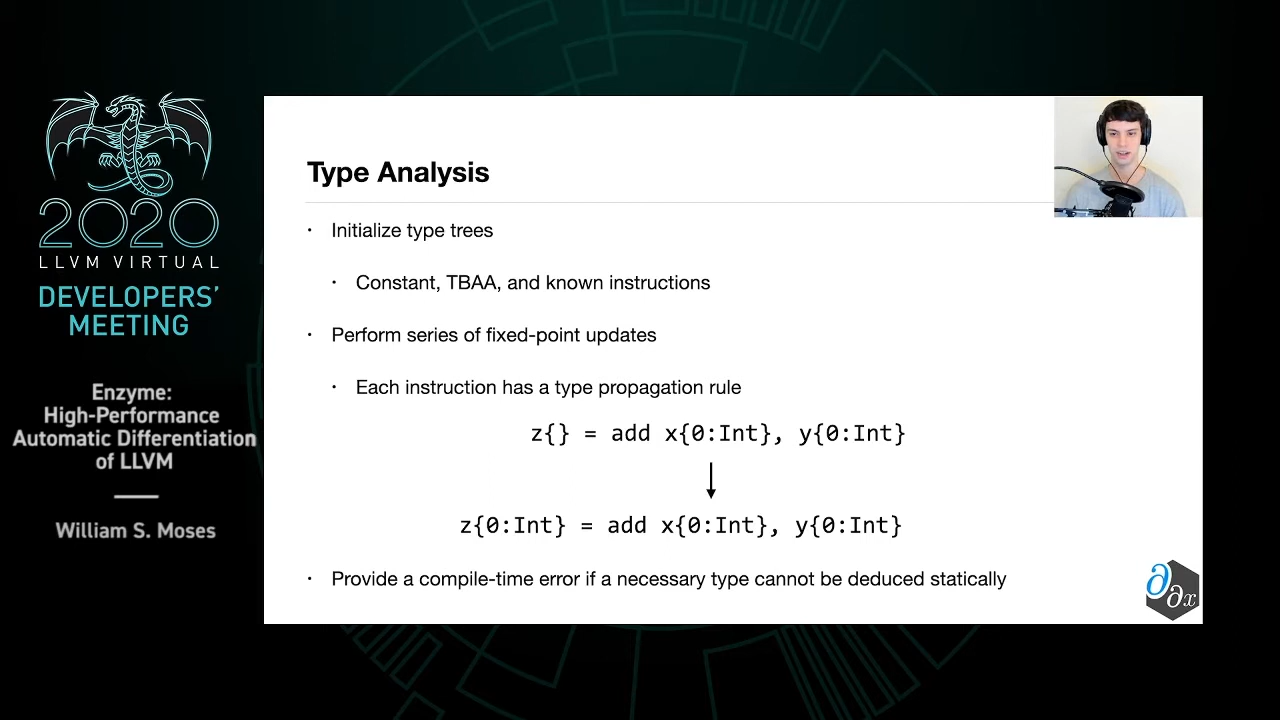 2020
LLVM VIRTUAL
DEVELOPERS'
MEETING
Enzyme:
High-Performance
Automatic Differentiation
of LLVM
William S. Moses
Type Analysis
· Initialize type trees
· Constant, TBAA, and known instructions
· Perform series of fixed-point updates
· Each instruction has a type propagation rule
z{} = add x{0:Int}, y{0:Int}
z{0:Int} = add x{0:Int}, y{0:Int}
· Provide a compile-time error if a necessary type cannot be deduced statically
∂
∂x